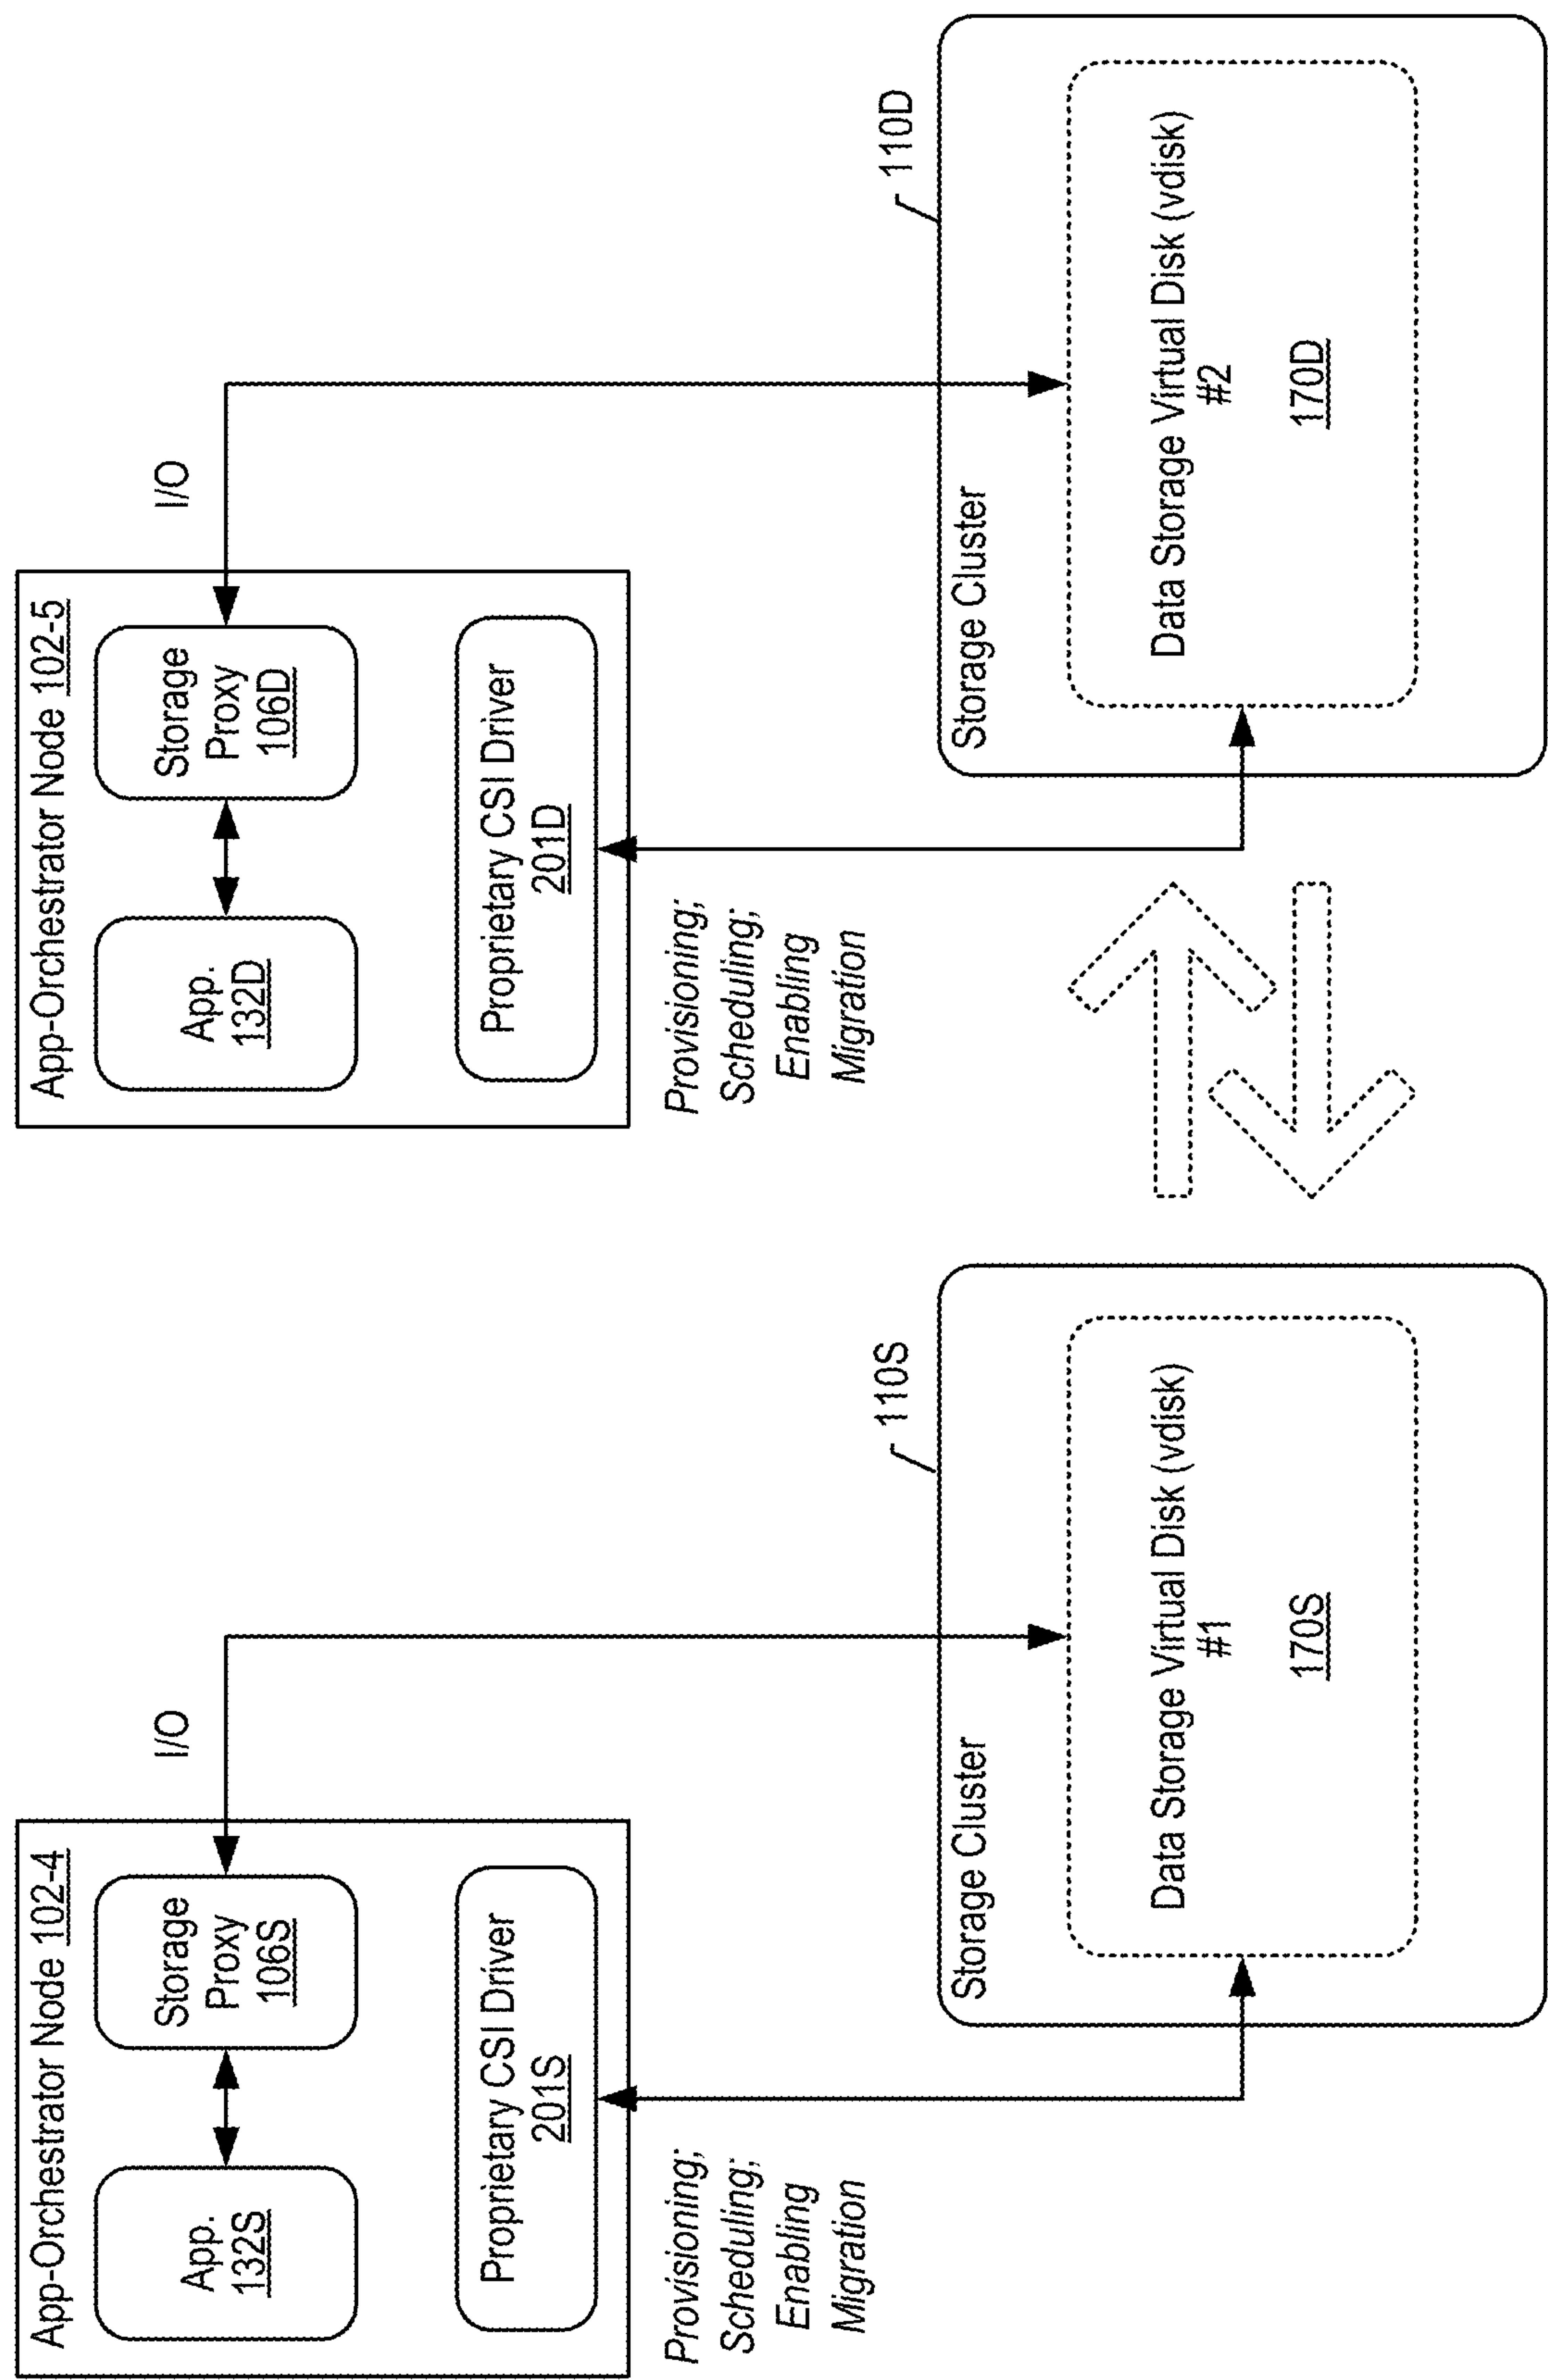 App-Orchestrator Node 102-4
App.
132S
Storage
Proxy
106S
I/O
Proprietary CSI Driver
201S
Provisioning;
Scheduling;
Enabling
Migration
110S
Storage Cluster
Data Storage Virtual Disk (vdisk)
#1
170S
App-Orchestrator Node 102-5
App.
132D
Storage
Proxy
106D
I/O
Proprietary CSI Driver
201D
Provisioning;
Scheduling;
Enabling
Migration
110D
Storage Cluster
Data Storage Virtual Disk (vdisk)
#2
170D